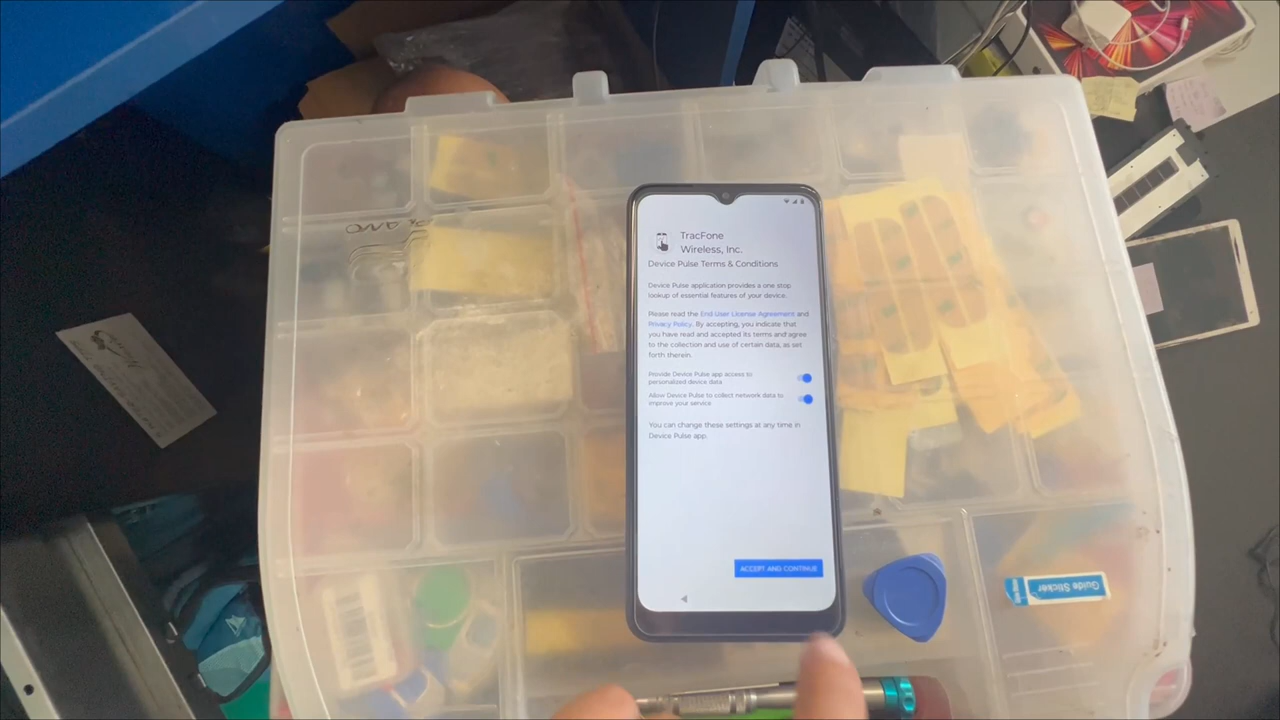 TracFone
Wireless, Inc.
Device Pulse Terms & Conditions
Device Pulse application provides a one stop
lookup of essential features of your device.
Please read the End User License Agreement and
Privacy Policy. By accepting, you indicate that
you have read and accepted its terms and agree
to the collection and use of certain data, as set
forth therein.
Provide Device Pulse app access to
personalized device data
Allow Device Pulse to collect network data to
improve your service
You can change these settings at any time in
Device Pulse app.
ACCEPT AND CONTINUE
Guide Sticker